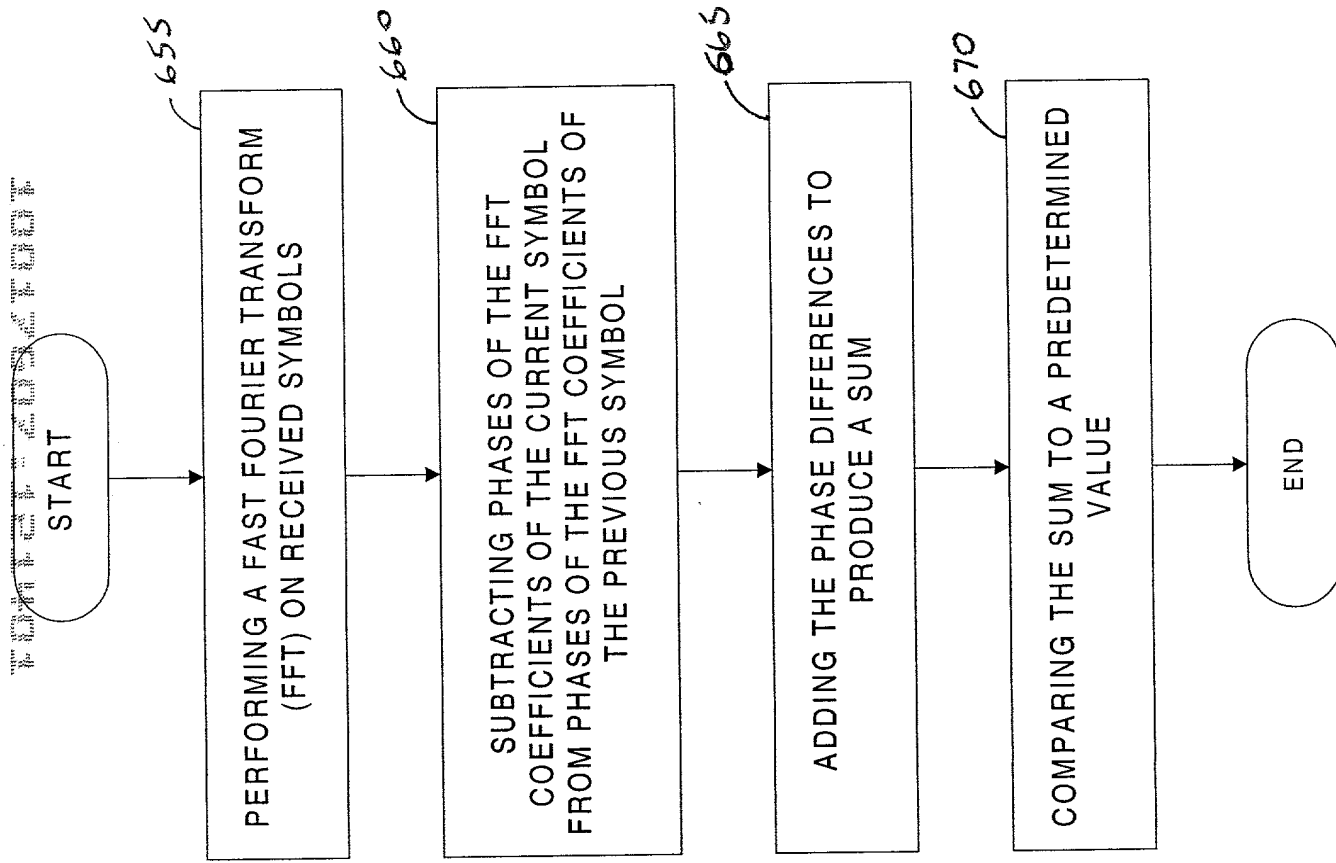 START
655
PERFORMING A FAST FOURIER TRANSFORM
(FFT) ON RECEIVED SYMBOLS
660
SUBTRACTING PHASES OF THE FFT
COEFFICIENTS OF THE CURRENT SYMBOL
FROM PHASES OF THE FFT COEFFICIENTS OF
THE PREVIOUS SYMBOL
665
ADDING THE PHASE DIFFERENCES TO
PRODUCE A SUM
670
COMPARING THE SUM TO A PREDETERMINED
VALUE
END